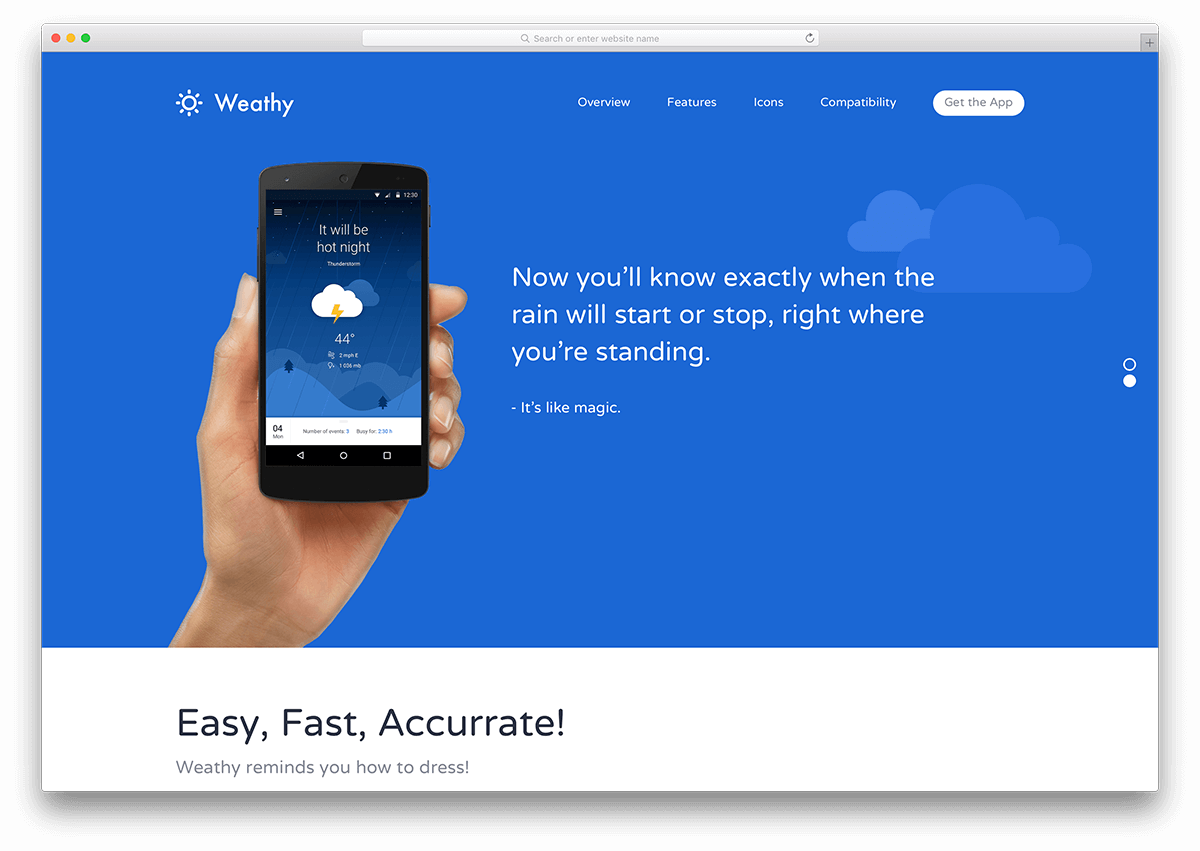 Search or enter website name
Weathy
Overview
Features
Icons
Compatibility
Get the App
12:30
It will be
hot night
Thunderstorm
44°
2 mph E
1 036 mb
04
Mon
Number of events: 3
Busy for: 2:30 h
Now you’ll know exactly when the
rain will start or stop, right where
you’re standing.
- It’s like magic.
Easy, Fast, Accurrate!
Weathy reminds you how to dress!